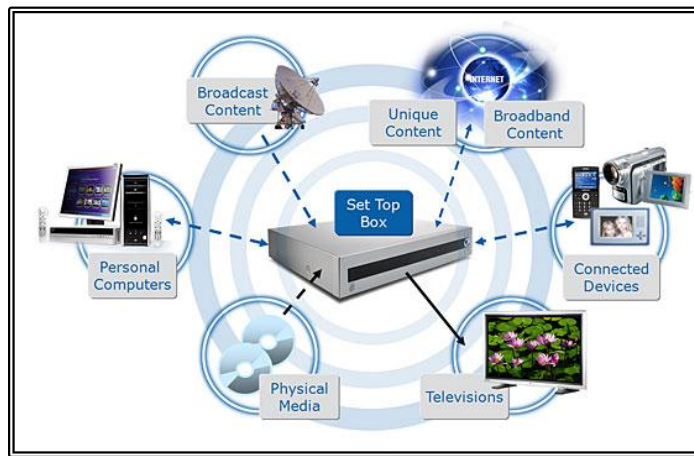 Broadcast
Content
INTERNET
Unique
Content
Broadband
Content
Set Top
Box
Personal
Computers
Connected
Devices
Physical
Media
Televisions